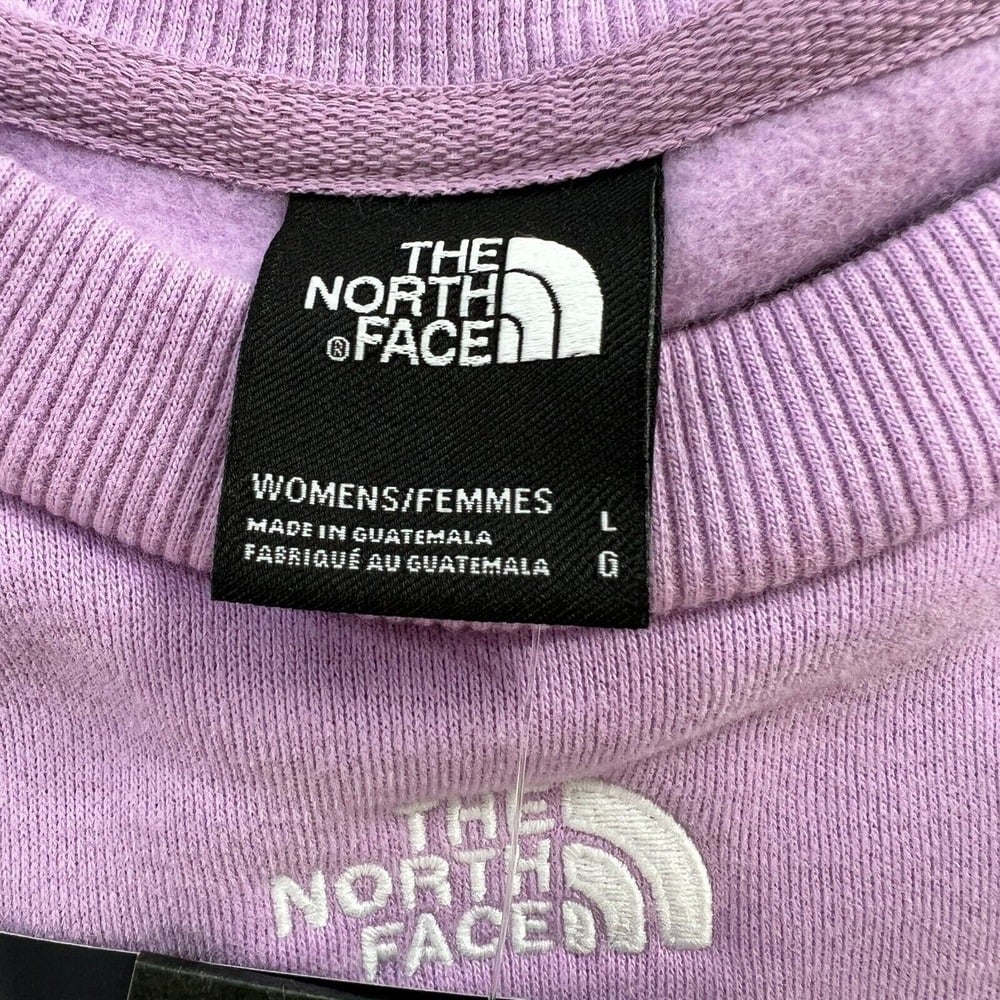 THE
NORTH
®FACE
WOMENS/FEMMES
MADE IN GUATEMALA
FABRIQUÉ AU GUATEMALA
L
G
THE
NORTH
FACE